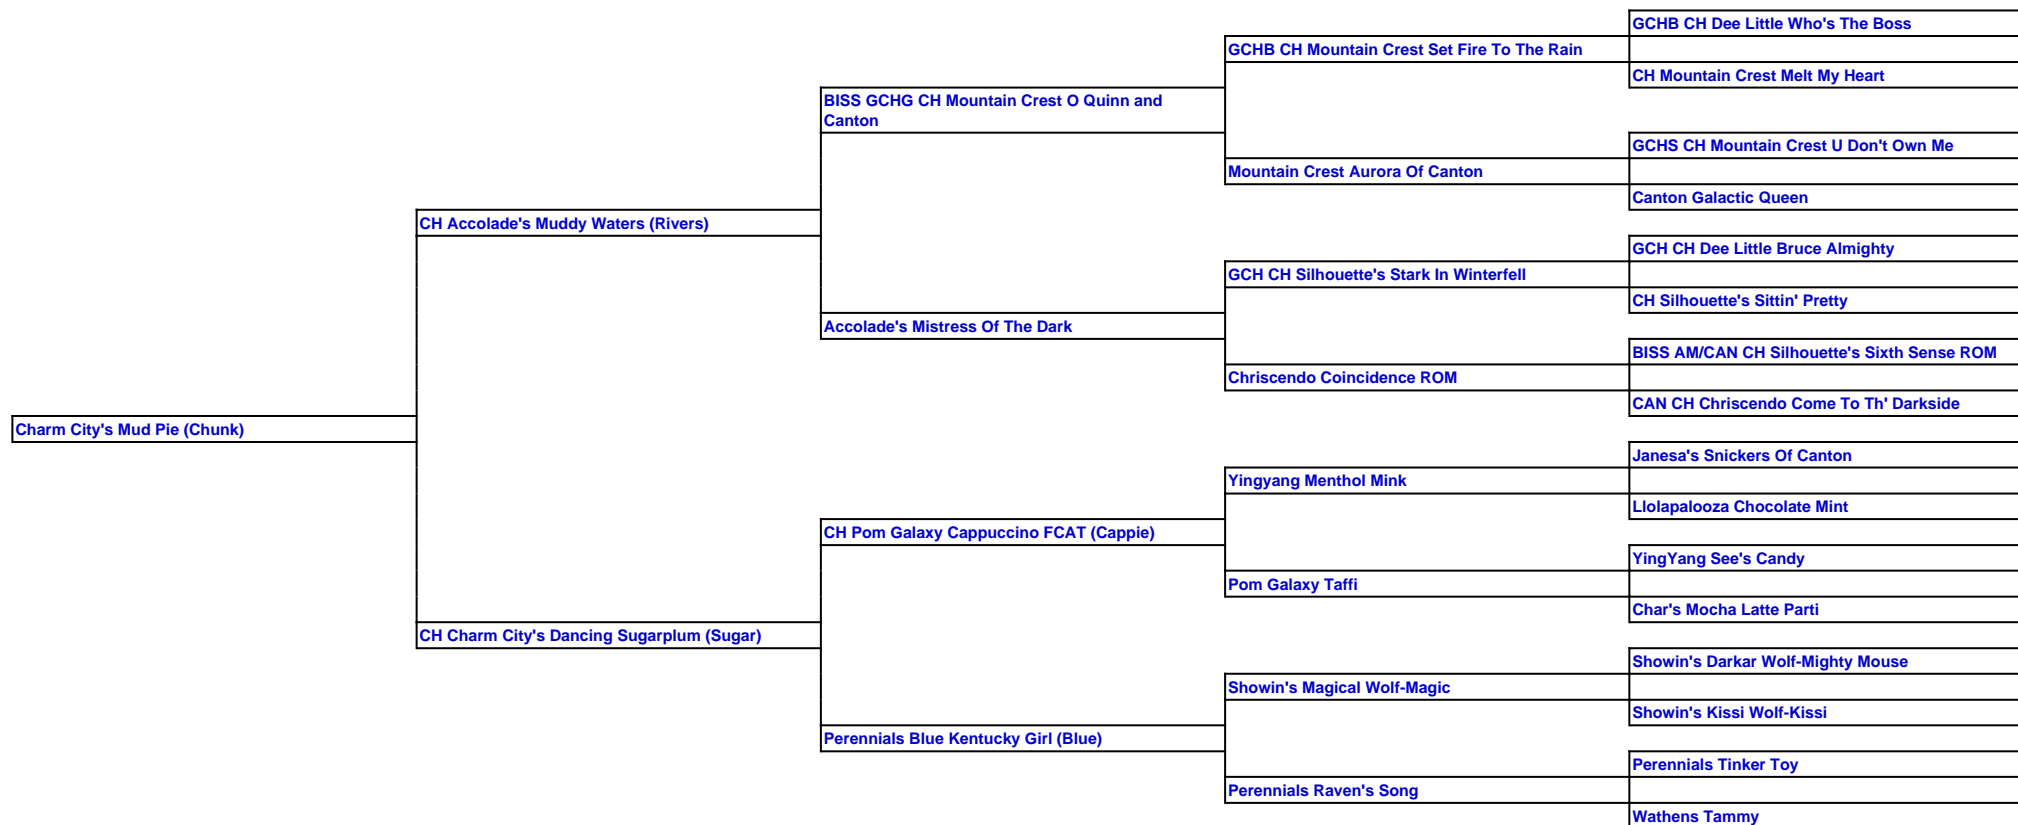 GCHB CH Dee Little Who's The Boss
GCHB CH Mountain Crest Set Fire To The Rain
CH Mountain Crest Melt My Heart
BISS GCHG CH Mountain Crest O Quinn and
Canton
GCHS CH Mountain Crest U Don't Own Me
Mountain Crest Aurora Of Canton
Canton Galactic Queen
CH Accolade's Muddy Waters (Rivers)
GCH CH Dee Little Bruce Almighty
GCH CH Silhouette's Stark In Winterfell
CH Silhouette's Sittin' Pretty
Accolade's Mistress Of The Dark
BISS AM/CAN CH Silhouette's Sixth Sense ROM
Chriscendo Coincidence ROM
CAN CH Chriscendo Come To Th' Darkside
Charm City's Mud Pie (Chunk)
Janesa's Snickers Of Canton
Yingyang Menthol Mink
Llolapalooza Chocolate Mint
CH Pom Galaxy Cappuccino FCAT (Cappie)
YingYang See's Candy
Pom Galaxy Taffi
Char's Mocha Latte Parti
CH Charm City's Dancing Sugarplum (Sugar)
Showin's Darkar Wolf-Mighty Mouse
Showin's Magical Wolf-Magic
Showin's Kissi Wolf-Kissi
Perennials Blue Kentucky Girl (Blue)
Perennials Tinker Toy
Perennials Raven's Song
Wathens Tammy